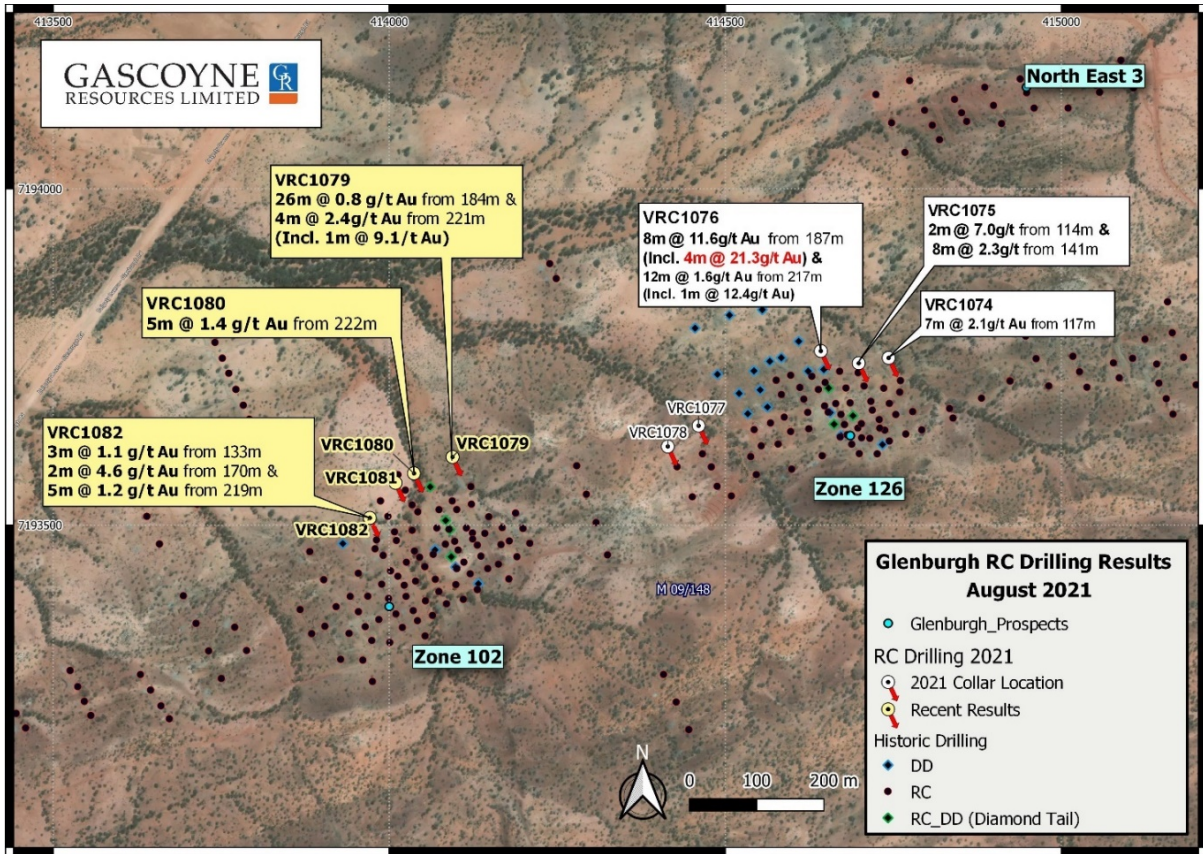 413500
414000
414500
415000
GASCOYNE
RESOURCES LIMITED
GR
North East 3
7194000
VRC1079
26m @ 0.8 g/t Au from 184m &
4m @ 2.4g/t Au from 221m
(Incl. 1m @ 9.1/t Au)
VRC1076
8m @ 11.6g/t Au from 187m
(Incl. 4m @ 21.3g/t Au) &
12m @ 1.6g/t Au from 217m
(Incl. 1m @ 12.4g/t Au)
VRC1075
2m @ 7.0g/t from 114m &
8m @ 2.3g/t from 141m
VRC1080
5m @ 1.4 g/t Au from 222m
VRC1074
7m @ 2.1g/t Au from 117m
VRC1082
3m @ 1.1 g/t Au from 133m
2m @ 4.6 g/t Au from 170m &
5m @ 1.2 g/t Au from 219m
VRC1077
VRC1078
VRC1080
VRC1079
VRC1081
VRC1082
Zone 126
7193500
M 09/148
Zone 102
Glenburgh RC Drilling Results
August 2021
Glenburgh_Prospects
RC Drilling 2021
2021 Collar Location
Recent Results
Historic Drilling
DD
RC
RC_DD (Diamond Tail)
N
0 100 200 m